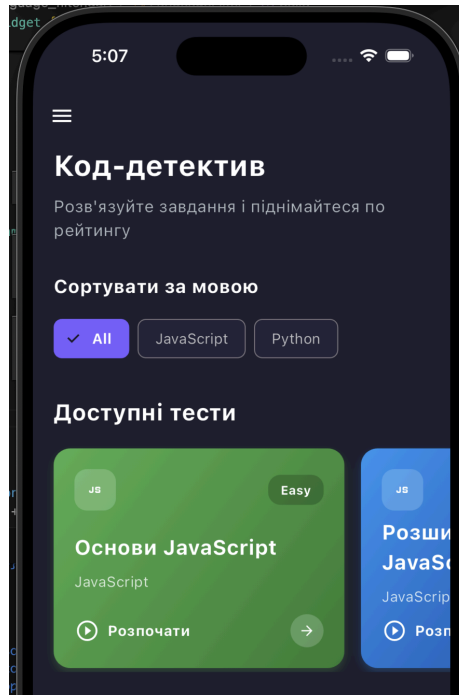 5:07
Код-детектив
Розв'язуйте завдання і піднімайтеся по
рейтингу
Сортувати за мовою
All JavaScript Python
Доступні тести
JS Easy JS
Основи JavaScript
JavaScript
Розпочати